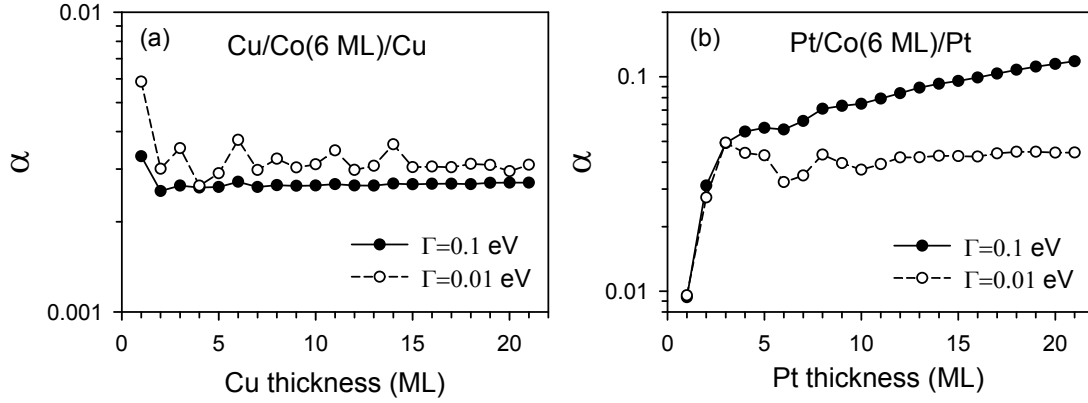 0.01
(a)
Cu/Co(6 ML)/Cu
α
Γ=0.1 eV
Γ=0.01 eV
0.001
0 5 10 15 20
Cu thickness (ML)
(b)
Pt/Co(6 ML)/Pt
0.1
α
Γ=0.1 eV
Γ=0.01 eV
0.01
0 5 10 15 20
Pt thickness (ML)